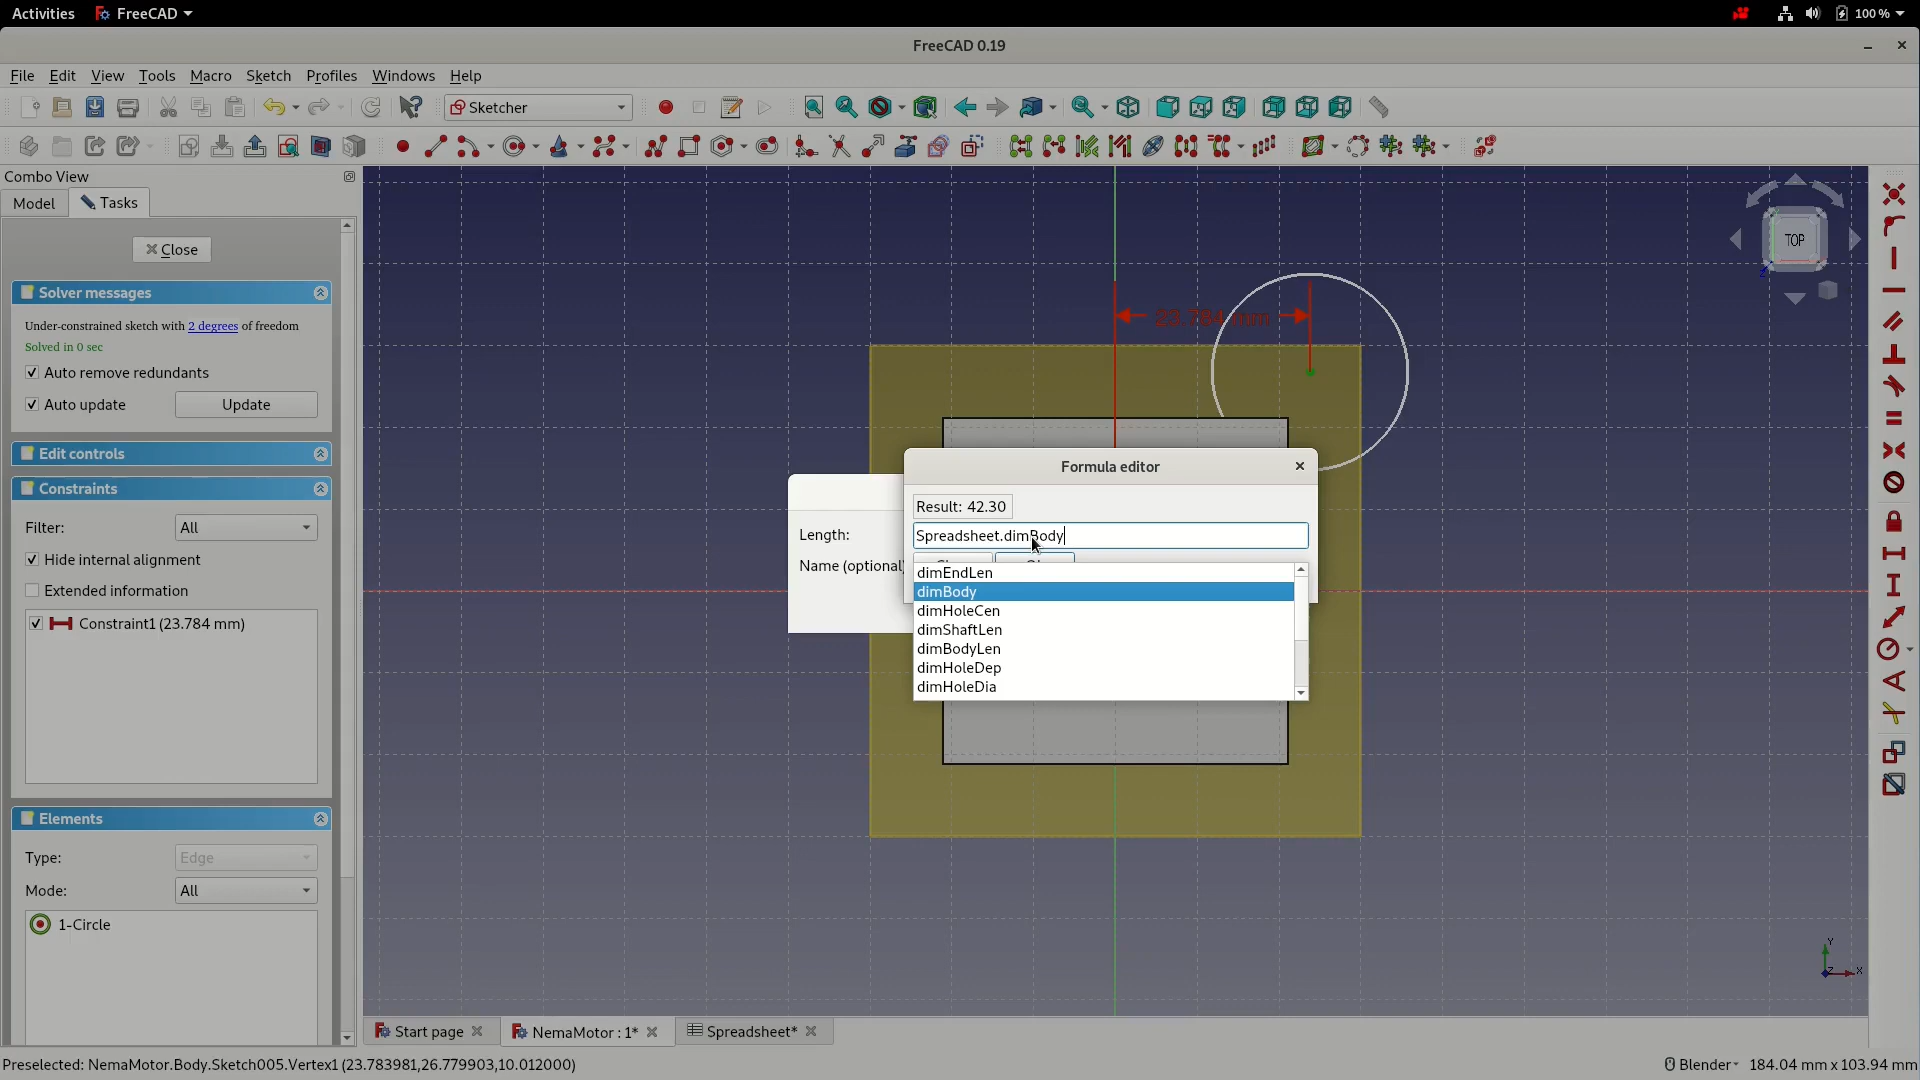 Activities FreeCAD 100 %
FreeCAD 0.19
File Edit View Tools Macro Sketch Profiles Windows Help
Sketcher
Combo View
Model Tasks
Close
Solver messages
Under-constrained sketch with 2 degrees of freedom
Solved in 0 sec
Auto remove redundants
Auto update Update
Edit controls
Constraints
Filter: All
Hide internal alignment
Extended information
Constraint1 (23.784 mm)
Elements
Type: Edge
Mode: All
1-Circle
23.784 mm
TOP
Formula editor
Result: 42.30
Length: Spreadsheet.dimBody
Name (optional)
dimEndLen
dimBody
dimHoleCen
dimShaftLen
dimBodyLen
dimHoleDep
dimHoleDia
Y
Z X
Start page NemaMotor : 1* Spreadsheet*
Preselected: NemaMotor.Body.Sketch005.Vertex1 (23.783981,26.779903,10.012000) Blender 184.04 mm x 103.94 mm